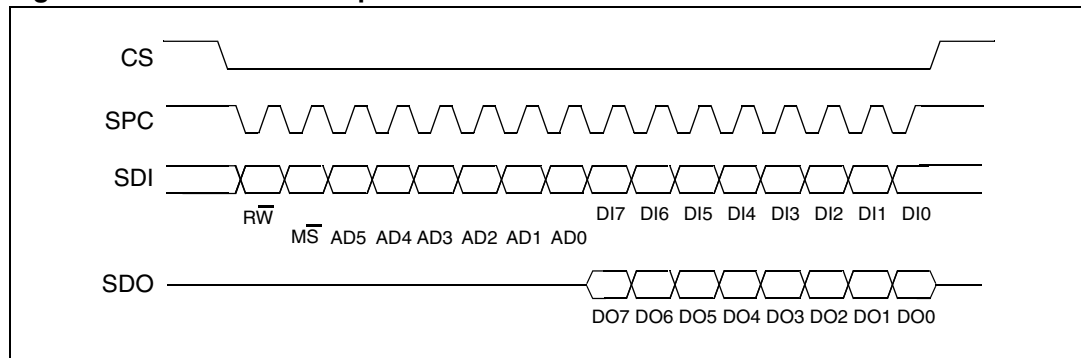 CS
SPC
SDI
RW̅ DI7 DI6 DI5 DI4 DI3 DI2 DI1 DI0
MS̅ AD5 AD4 AD3 AD2 AD1 AD0
SDO
DO7 DO6 DO5 DO4 DO3 DO2 DO1 DO0